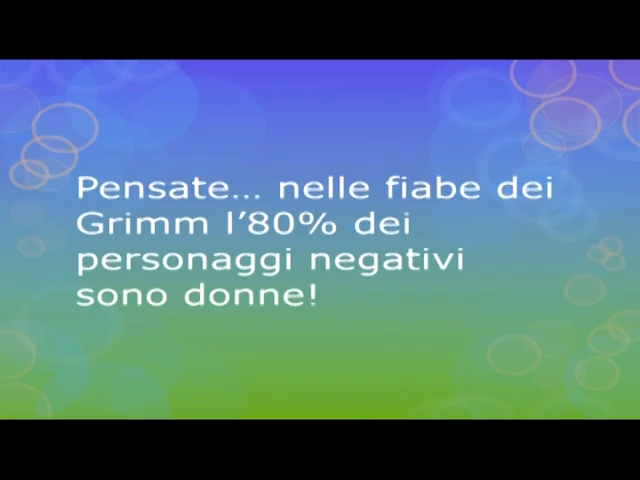 Pensate... nelle fiabe dei
Grimm l'80% dei
personaggi negativi
sono donne!